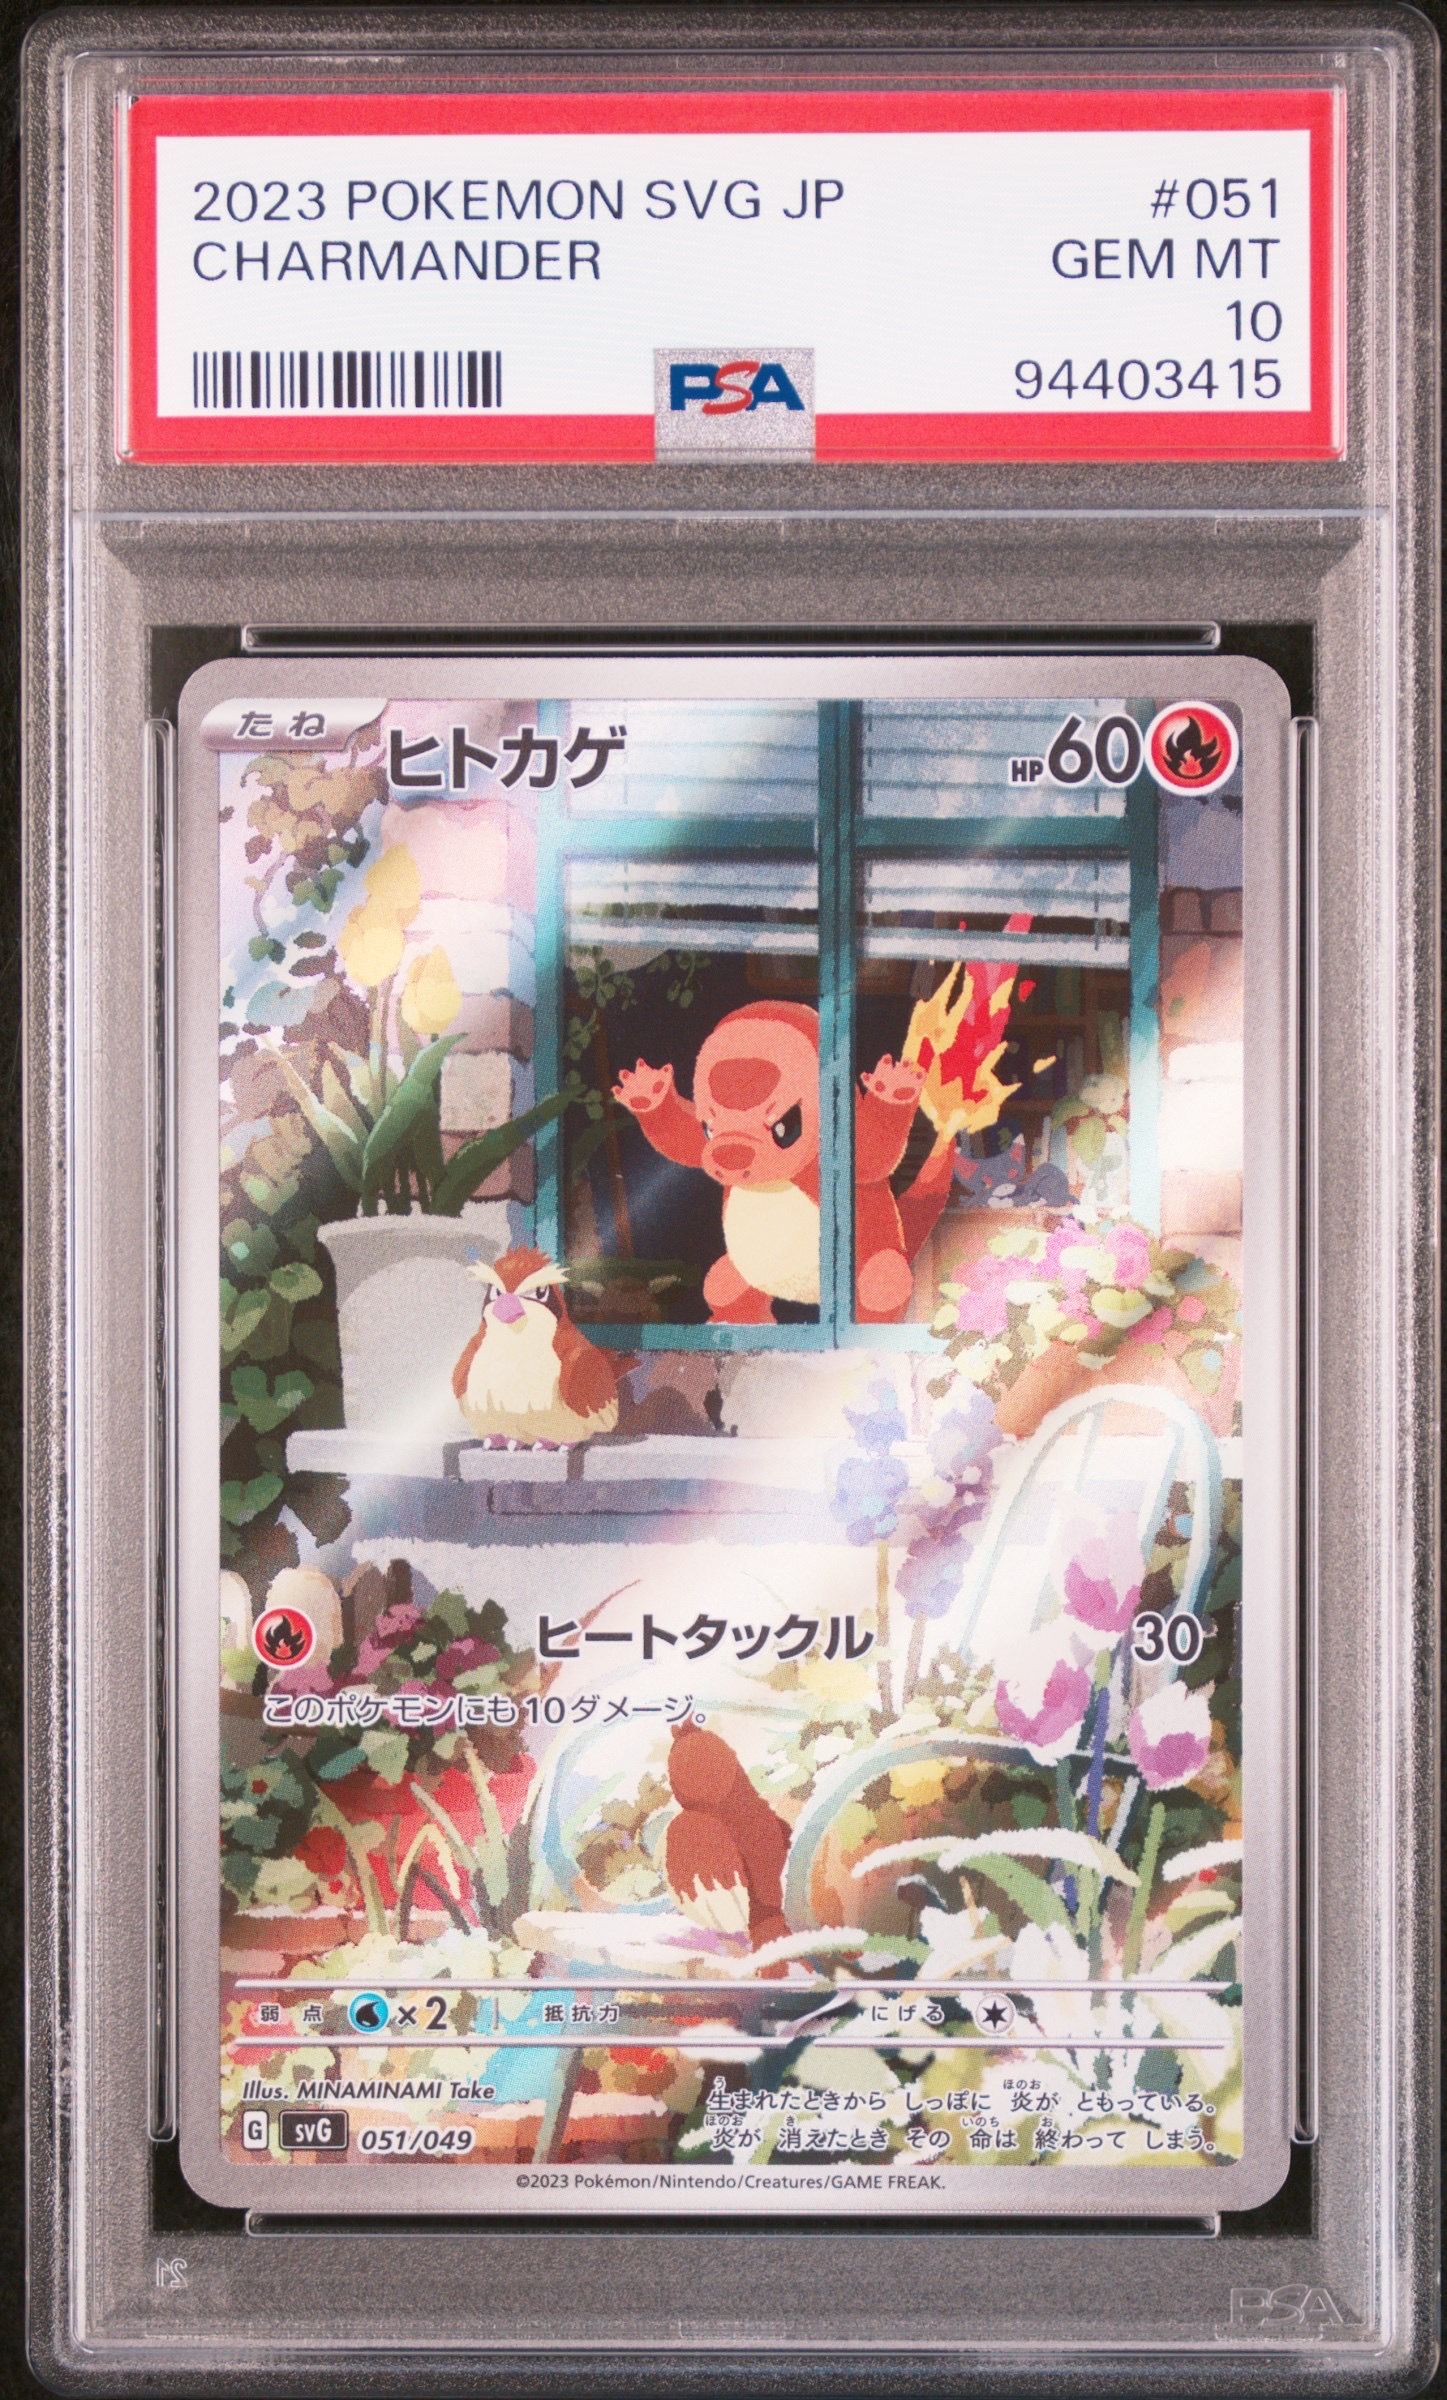 2023 POKEMON SVG JP #051
CHARMANDER GEM MT
10
PSA 94403415
たね ヒトカゲ HP60
ヒートタックル 30
このポケモンにも10ダメージ。
弱点 ×2 抵抗力 にげる
Illus. MINAMINAMI Take
生まれたときから しっぽに 炎が ともっている。
炎が 消えたとき その 命は 終わって しまう。
G SVG 051/049
©2023 Pokémon/Nintendo/Creatures/GAME FREAK.
21
PSA